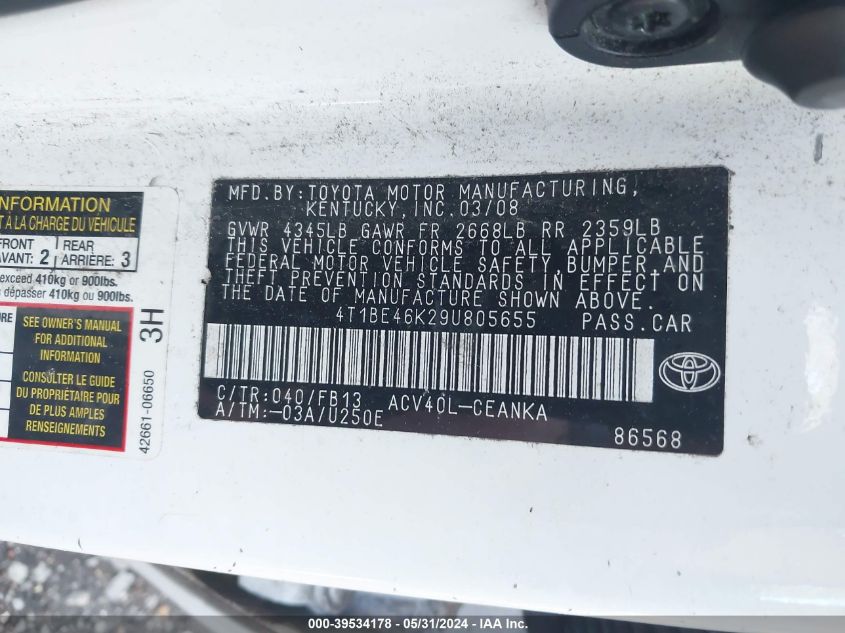 INFORMATION
T À LA CHARGE DU VÉHICULE
FRONT
AVANT: 2
REAR
ARRIÈRE: 3
exceed 410kg or 900lbs.
dépasser 410kg ou 900lbs.
SEE OWNER'S MANUAL
FOR ADDITIONAL
INFORMATION
CONSULTER LE GUIDE
DU PROPRIÉTAIRE POUR
DE PLUS AMPLES
RENSEIGNEMENTS
3H
42661-06650
MFD.BY:TOYOTA MOTOR MANUFACTURING,
KENTUCKY,INC.03/08
GVWR 4345LB GAWR FR 2668LB RR 2359LB
THIS VEHICLE CONFORMS TO ALL APPLICABLE
FEDERAL MOTOR VEHICLE SAFETY,BUMPER,AND
THEFT PREVENTION STANDARDS IN EFFECT ON
THE DATE OF MANUFACTURE SHOWN ABOVE.
4T1BE46K29U805655 PASS.CAR
C/TR:040/FB13 ACV40L-CEANKA
A/TM:-03A/U250E
86568
000-39534178 - 05/31/2024 - IAA Inc.